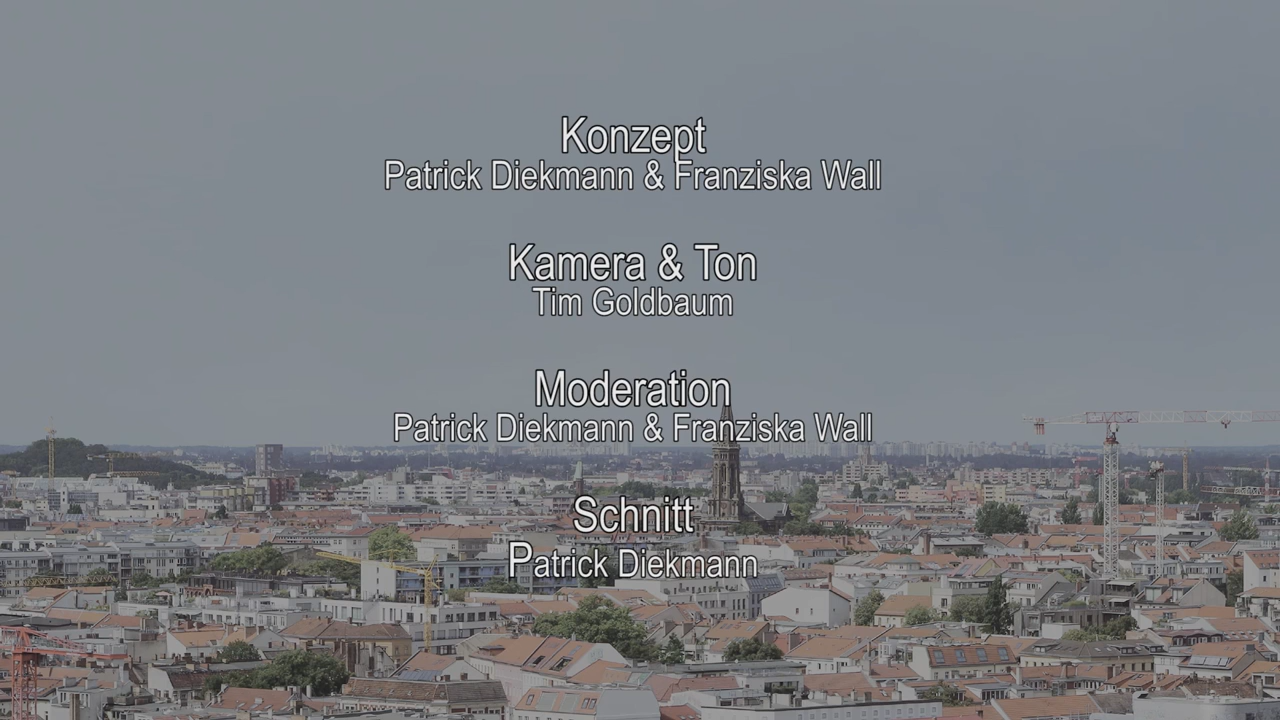 Konzept
Patrick Diekmann & Franziska Wall
Kamera & Ton
Tim Goldbaum
Moderation
Patrick Diekmann & Franziska Wall
Schnitt
Patrick Diekmann